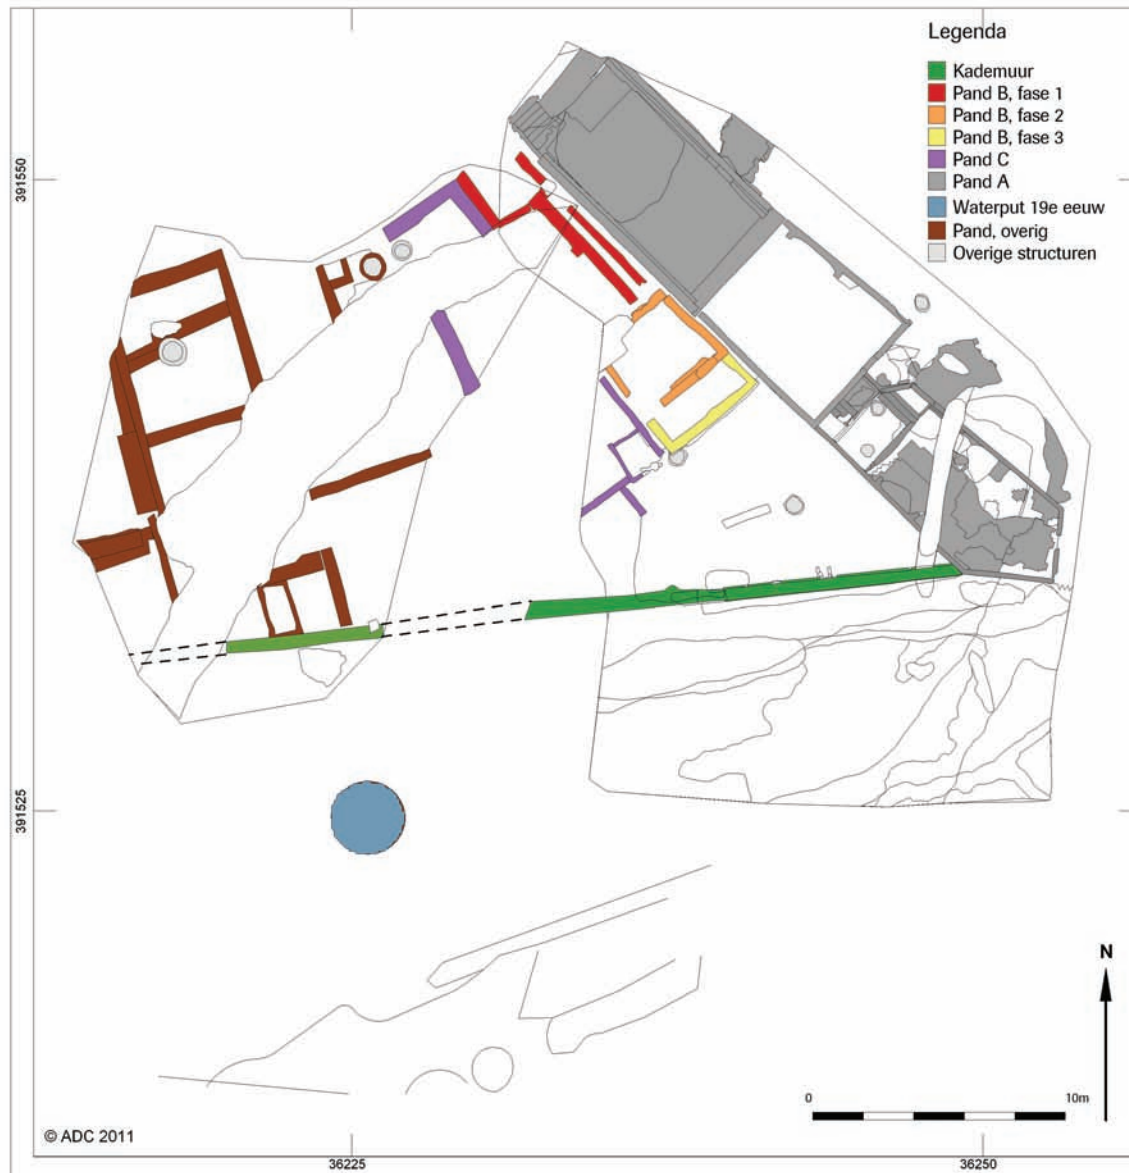 Legenda
Kademuur
Pand B, fase 1
Pand B, fase 2
Pand B, fase 3
Pand C
Pand A
Waterput 19e eeuw
Pand, overig
Overige structuren
391550
391525
N
0 10m
© ADC 2011
36225 36250